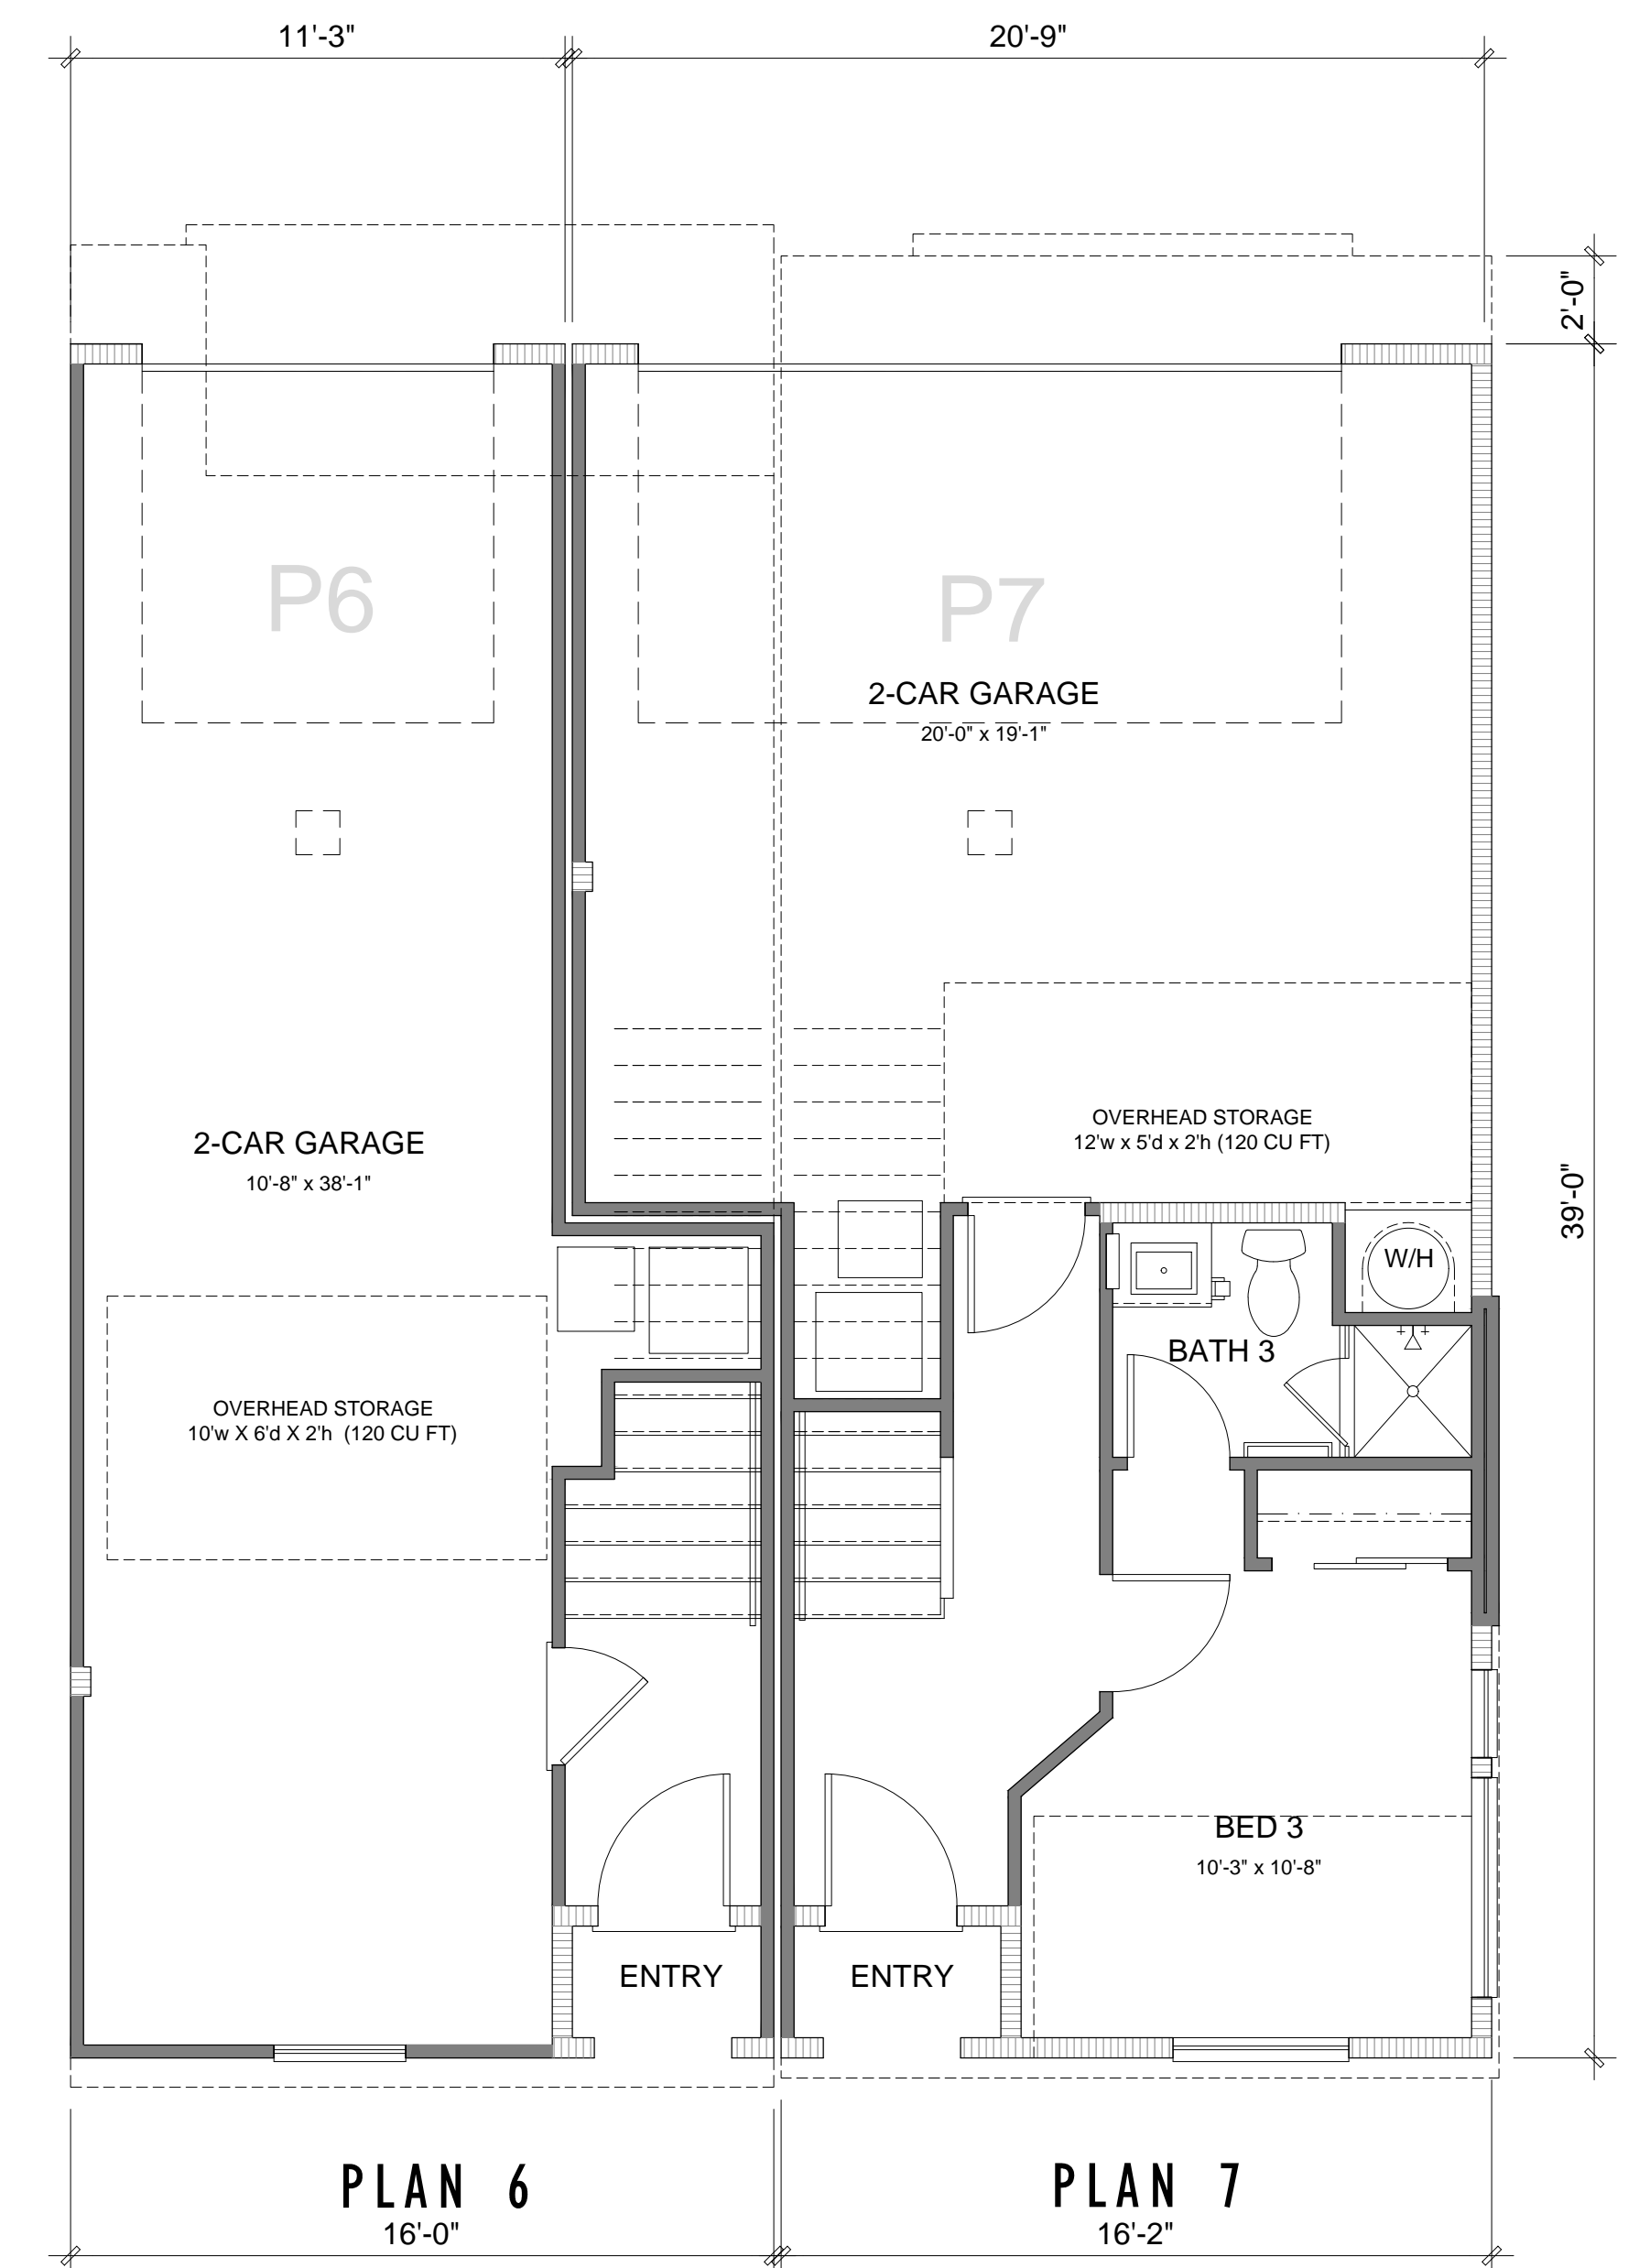 11'-3"
20'-9"
2'-0"
P6
P7
2-CAR GARAGE
20'-0" x 19'-1"
OVERHEAD STORAGE
12'w x 5'd x 2'h (120 CU FT)
2-CAR GARAGE
10'-8" x 38'-1"
39'-0"
W/H
BATH 3
OVERHEAD STORAGE
10'w X 6'd X 2'h (120 CU FT)
BED 3
10'-3" x 10'-8"
ENTRY
ENTRY
PLAN 6
16'-0"
PLAN 7
16'-2"